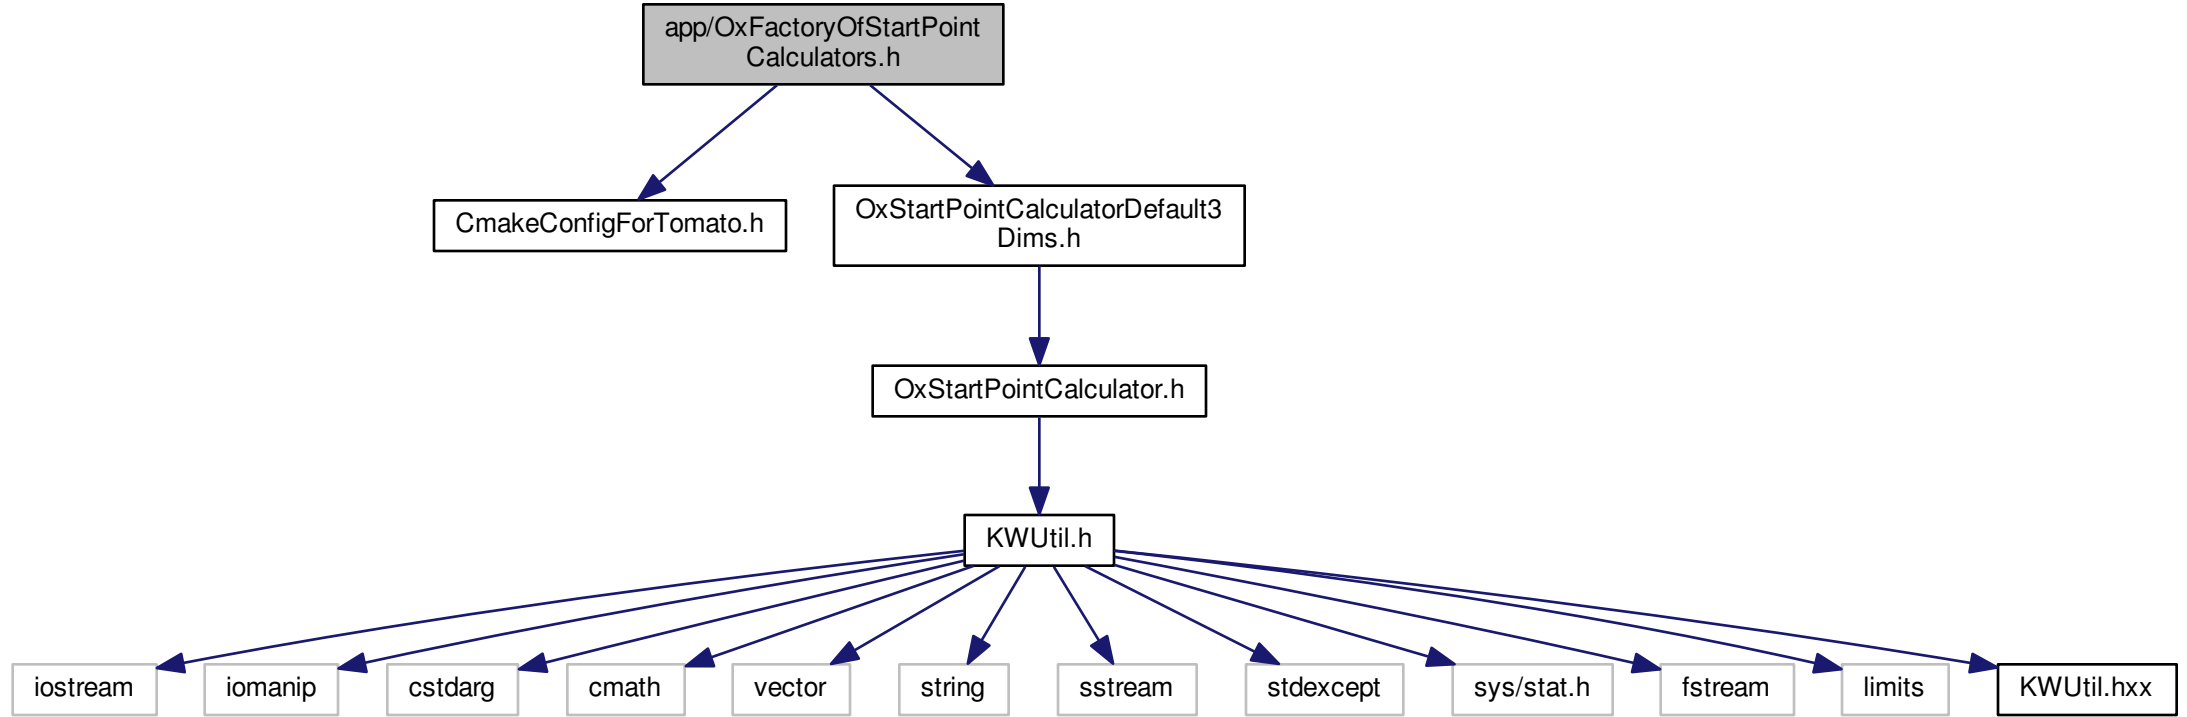 app/OxFactoryOfStartPoint
Calculators.h
CmakeConfigForTomato.h
OxStartPointCalculatorDefault3
Dims.h
OxStartPointCalculator.h
KWUtil.h
iostream
iomanip
cstdarg
cmath
vector
string
sstream
stdexcept
sys/stat.h
fstream
limits
KWUtil.hxx